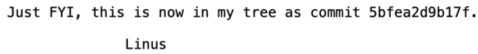 Just FYI, this is now in my tree as commit 5bfea2d9b17f.
Linus